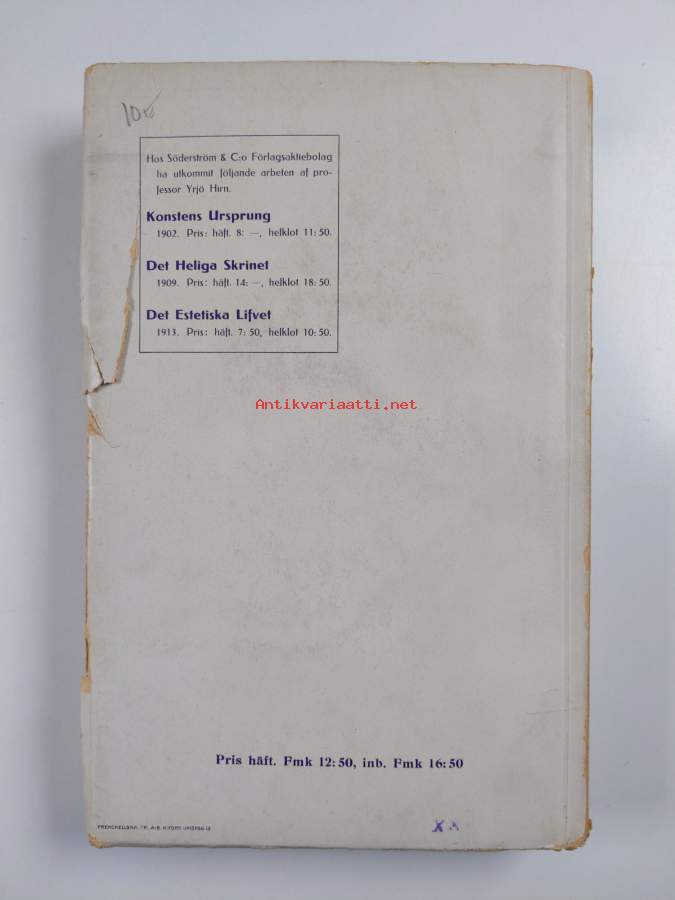 10
Hos Söderström & C:o Förlagsaktiebolag
ha utkommit följande arbeten af pro-
fessor Yrjö Hirn.
Konstens Ursprung
1902. Pris: häft. 8: —, helklot 11: 50.
Det Heliga Skrinet
1909. Pris: häft. 14: —, helklot 18: 50.
Det Estetiska Lifvet
1913. Pris: häft. 7: 50, helklot 10: 50.
Antikvariaatti.net
Pris häft. Fmk 12: 50, inb. Fmk 16: 50
X